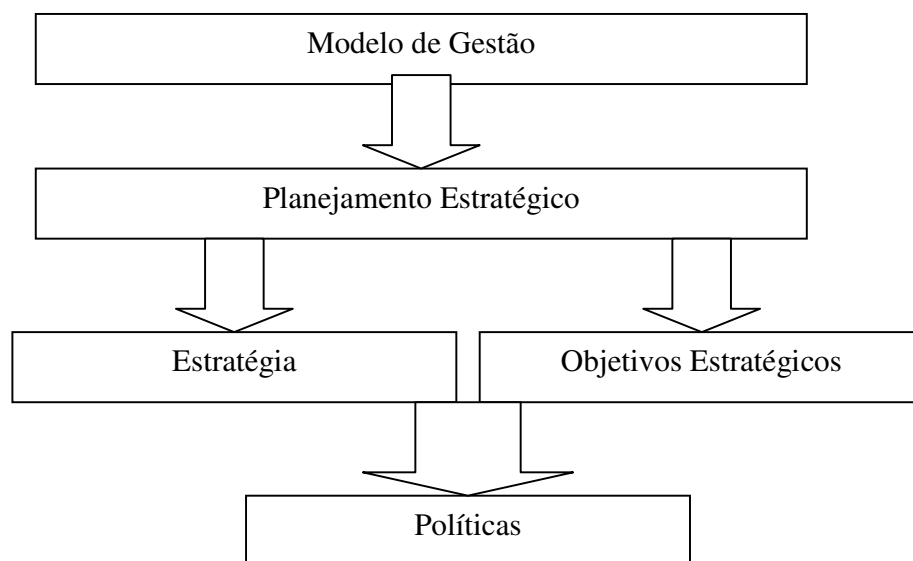 Modelo de Gestão
Planejamento Estratégico
Estratégia
Objetivos Estratégicos
Políticas